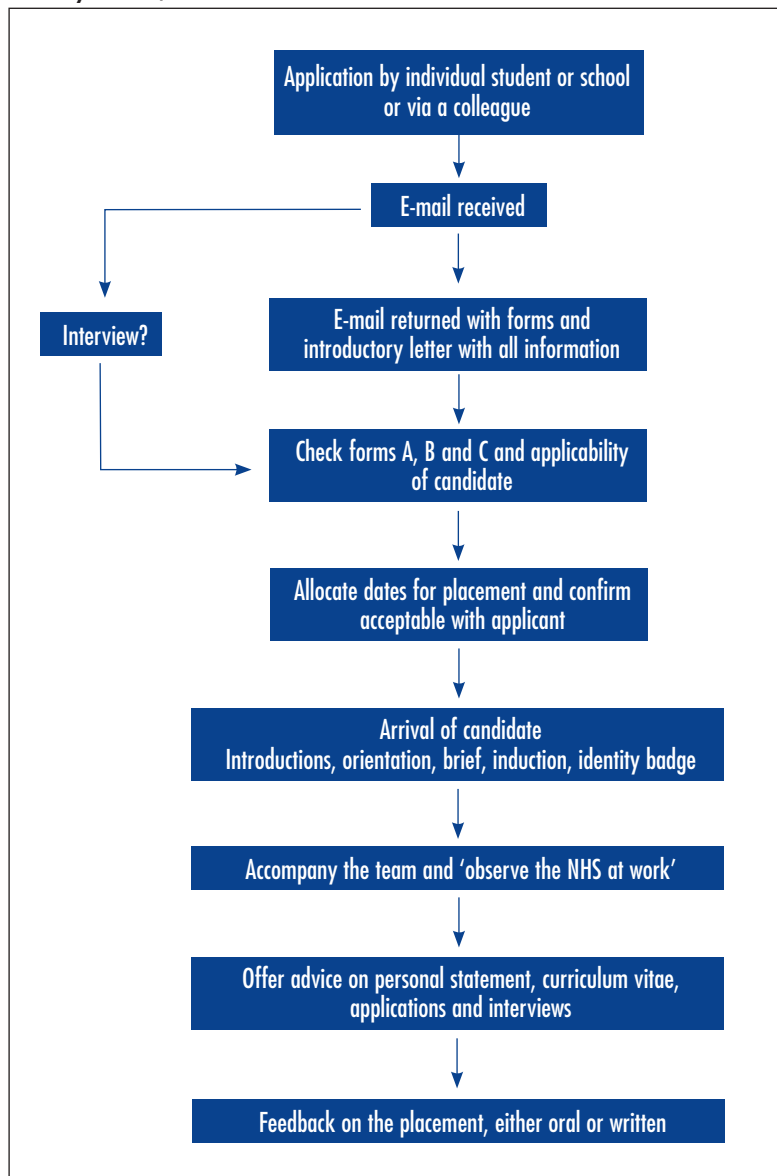 Application by individual student or school
or via a colleague
E-mail received
Interview?
E-mail returned with forms and
introductory letter with all information
Check forms A, B and C and applicability
of candidate
Allocate dates for placement and confirm
acceptable with applicant
Arrival of candidate
Introductions, orientation, brief, induction, identity badge
Accompany the team and ‘observe the NHS at work’
Offer advice on personal statement, curriculum vitae,
applications and interviews
Feedback on the placement, either oral or written